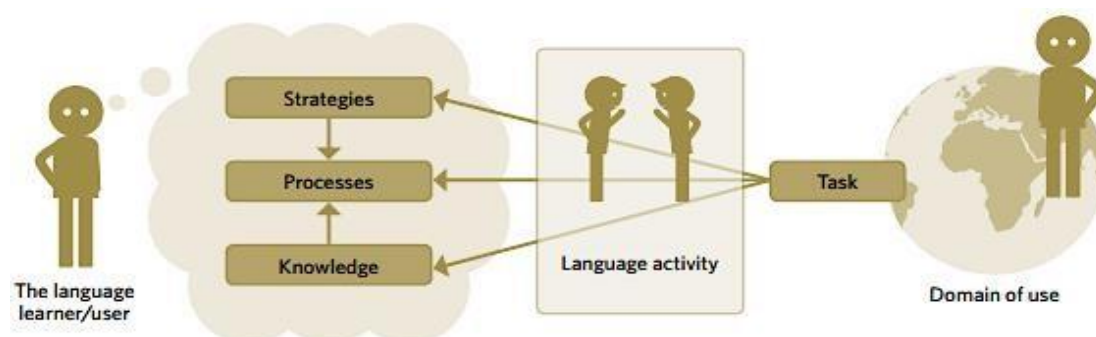 Strategies
Processes
Knowledge
Task
Language activity
The language
learner/user
Domain of use